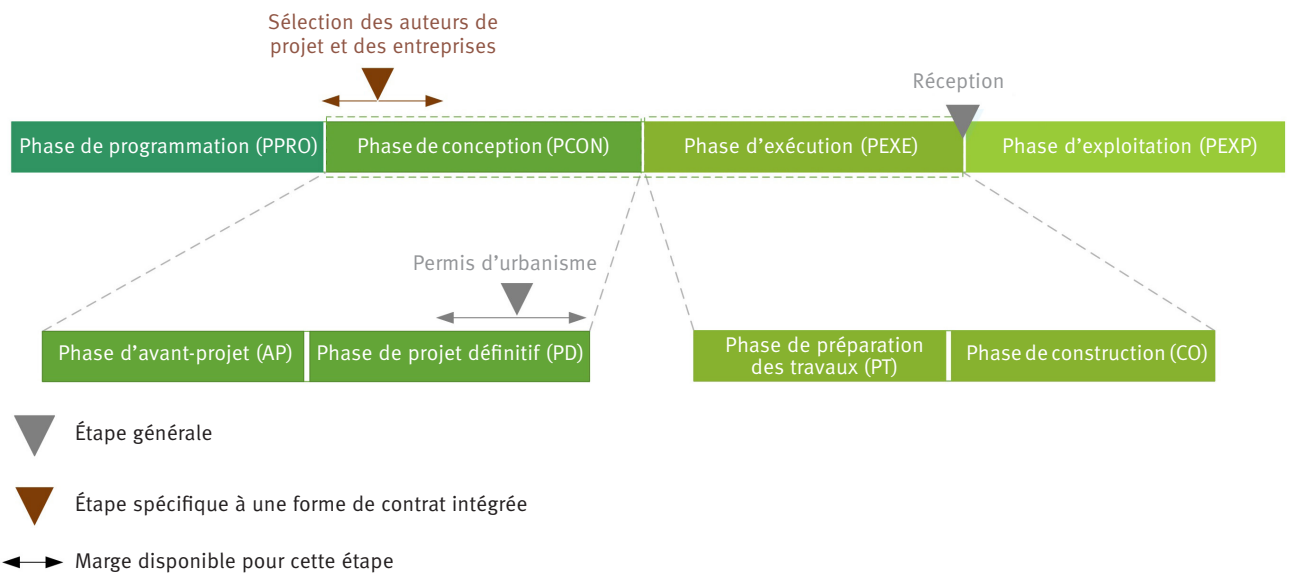 Sélection des auteurs de
projet et des entreprises
Réception
Phase de programmation (PPRO)
Phase de conception (PCON)
Phase d’exécution (PEXE)
Phase d’exploitation (PEXP)
Permis d’urbanisme
Phase d’avant-projet (AP)
Phase de projet définitif (PD)
Phase de préparation
des travaux (PT)
Phase de construction (CO)
Étape générale
Étape spécifique à une forme de contrat intégrée
Marge disponible pour cette étape